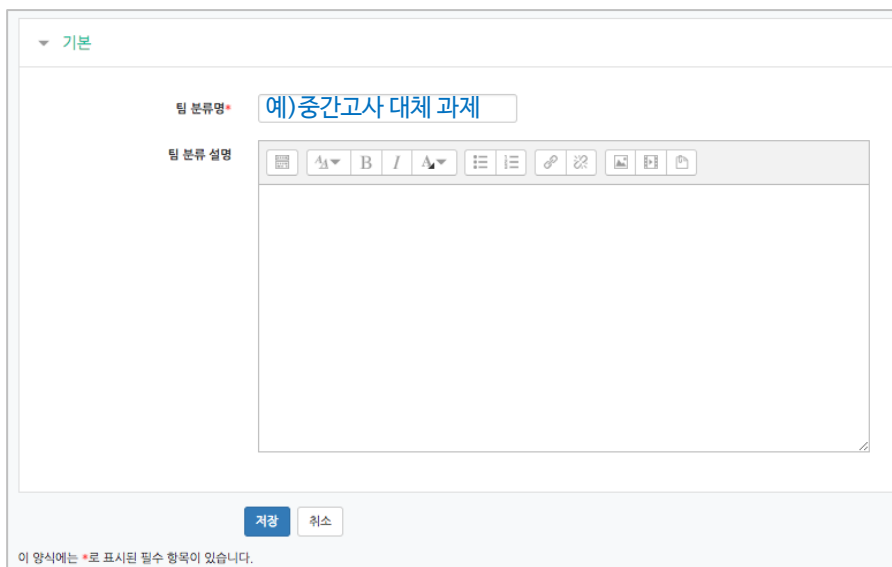 기본
팀 분류명*
예)중간고사 대체 과제
팀 분류 설명
B I A
저장 취소
이 양식에는 *로 표시된 필수 항목이 있습니다.